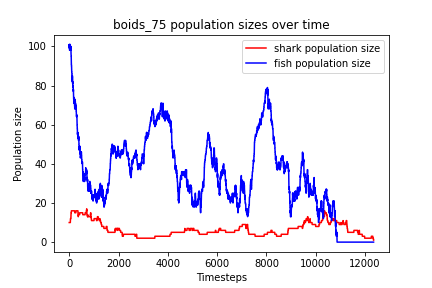 boids_75 population sizes over time
shark population size
fish population size
100
80
60
40
20
0
Population size
0
2000
4000
6000
8000
10000
12000
Timesteps